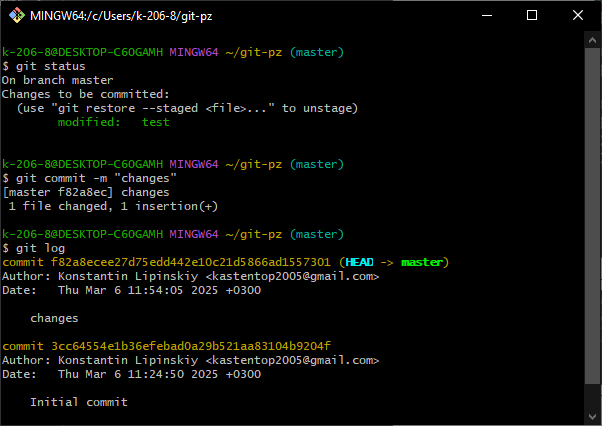 MINGW64:/c/Users/k-206-8/git-pz
k-206-8@DESKTOP-C6OGAMH MINGW64 ~/git-pz (master)
$ git status
On branch master
Changes to be committed:
  (use "git restore --staged <file>..." to unstage)
        modified:   test
k-206-8@DESKTOP-C6OGAMH MINGW64 ~/git-pz (master)
$ git commit -m "changes"
[master f82a8ec] changes
 1 file changed, 1 insertion(+)
k-206-8@DESKTOP-C6OGAMH MINGW64 ~/git-pz (master)
$ git log
commit f82a8ecee27d75edd442e10c21d5866ad1557301 (HEAD -> master)
Author: Konstantin Lipinskiy <kastentop2005@gmail.com>
Date:   Thu Mar 6 11:54:05 2025 +0300
    changes
commit 3cc64554e1b36efebad0a29b521aa83104b9204f
Author: Konstantin Lipinskiy <kastentop2005@gmail.com>
Date:   Thu Mar 6 11:24:50 2025 +0300
    Initial commit